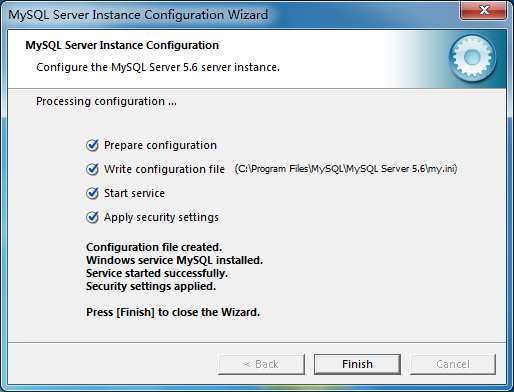 MySQL Server Instance Configuration Wizard
MySQL Server Instance Configuration
Configure the MySQL Server 5.6 server instance.
Processing configuration ...
Prepare configuration
Write configuration file (C:\Program Files\MySQL\MySQL Server 5.6\my.ini)
Start service
Apply security settings
Configuration file created.
Windows service MySQL installed.
Service started successfully.
Security settings applied.
Press [Finish] to close the Wizard.
< Back Finish Cancel